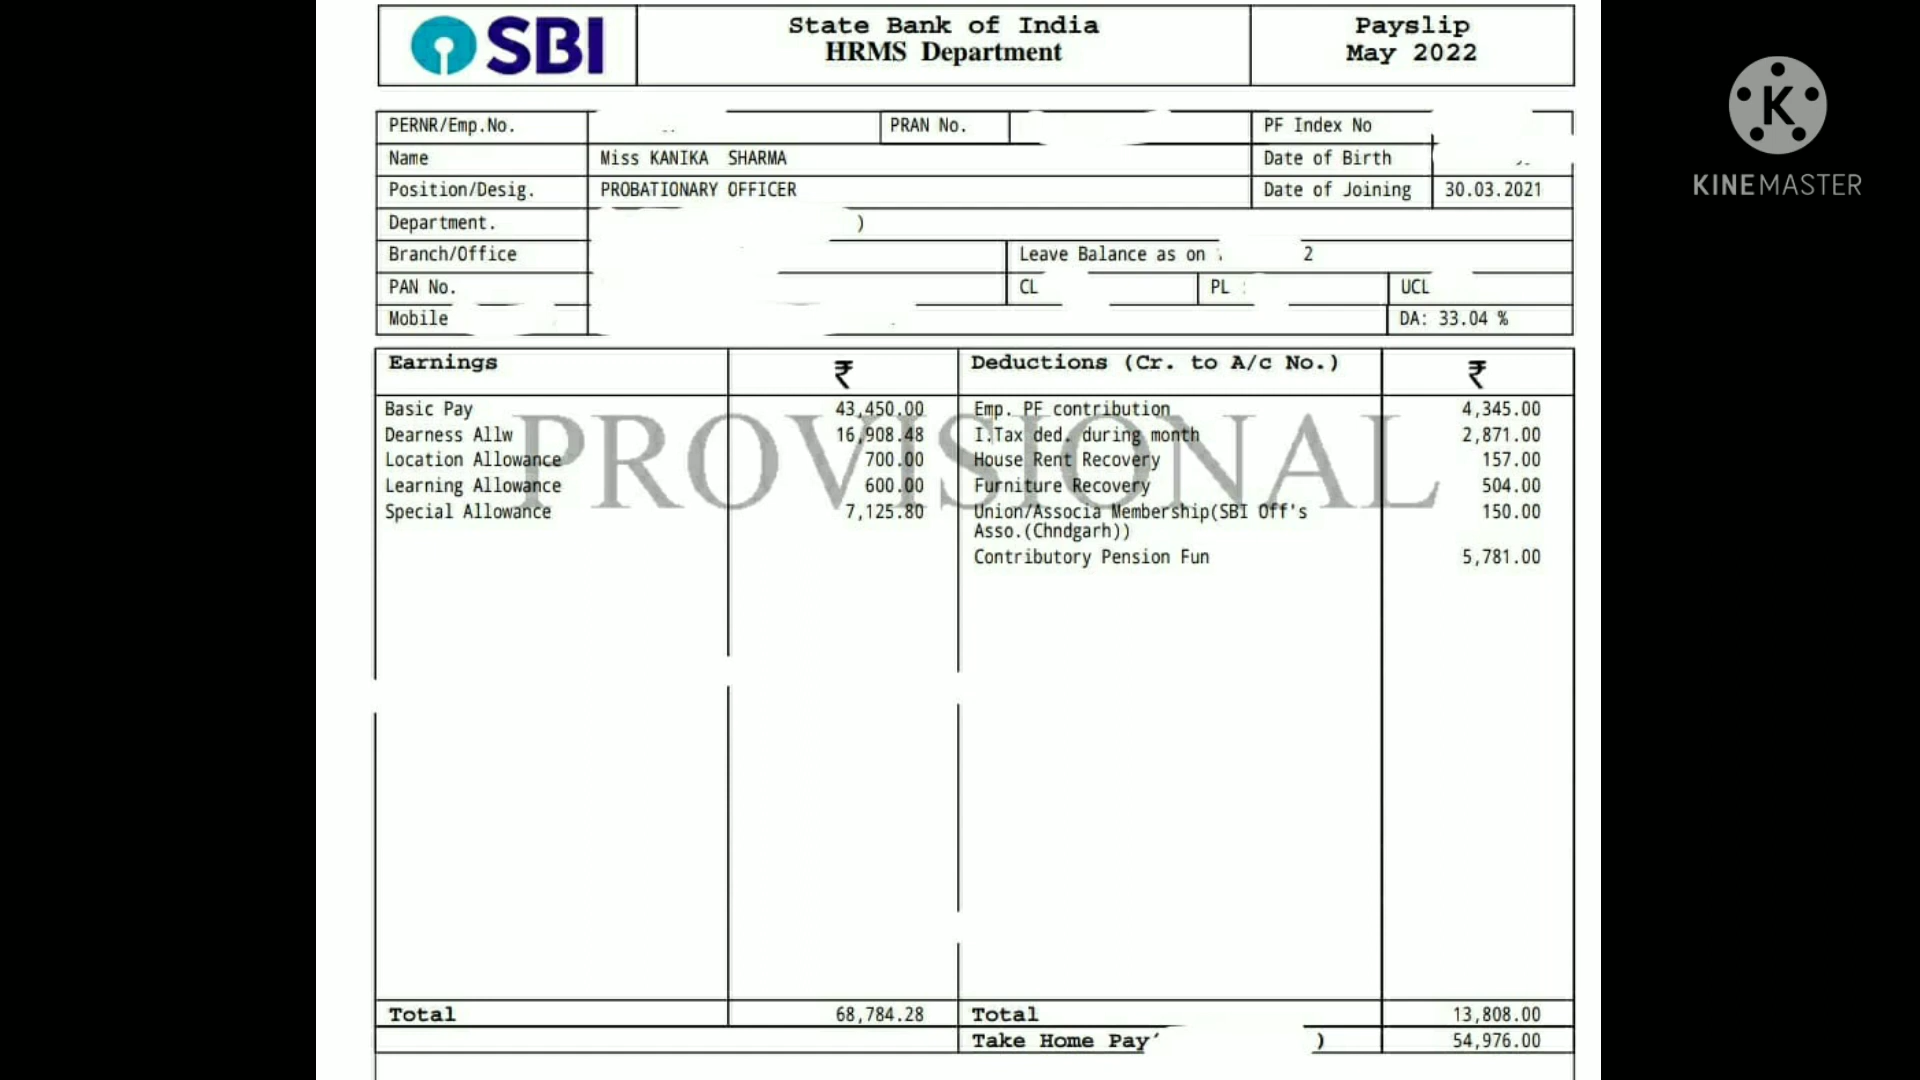 SBI
State Bank of India
HRMS Department
Payslip
May 2022
K
KINEMASTER
PERNR/Emp.No.
PRAN No.
PF Index No
Name Miss KANIKA SHARMA
Date of Birth
Position/Desig. PROBATIONARY OFFICER
Date of Joining 30.03.2021
Department. )
Branch/Office
Leave Balance as on 2
PAN No.
CL PL UCL
Mobile
DA: 33.04 %
Earnings ₹ Deductions (Cr. to A/c No.) ₹
PROVISIONAL
Basic Pay 43,450.00 Emp. PF contribution 4,345.00
Dearness Allw 16,908.48 I.Tax ded. during month 2,871.00
Location Allowance 700.00 House Rent Recovery 157.00
Learning Allowance 600.00 Furniture Recovery 504.00
Special Allowance 7,125.80 Union/Associa Membership(SBI Off's 150.00
Asso.(Chndgarh))
Contributory Pension Fun 5,781.00
Total 68,784.28 Total 13,808.00
Take Home Pay ) 54,976.00